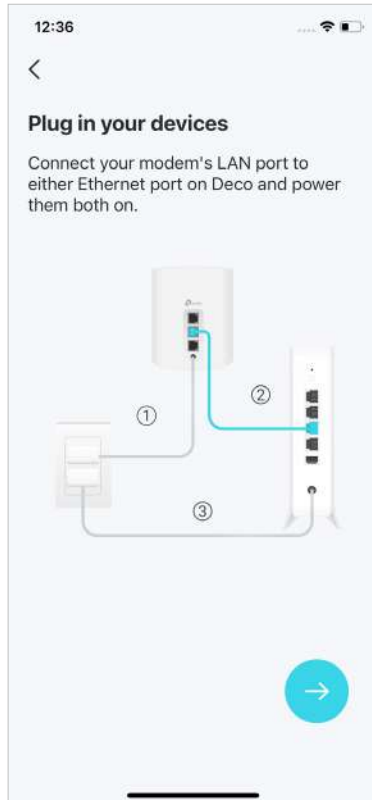 12:36
Plug in your devices
Connect your modem's LAN port to
either Ethernet port on Deco and power
them both on.
①
②
③